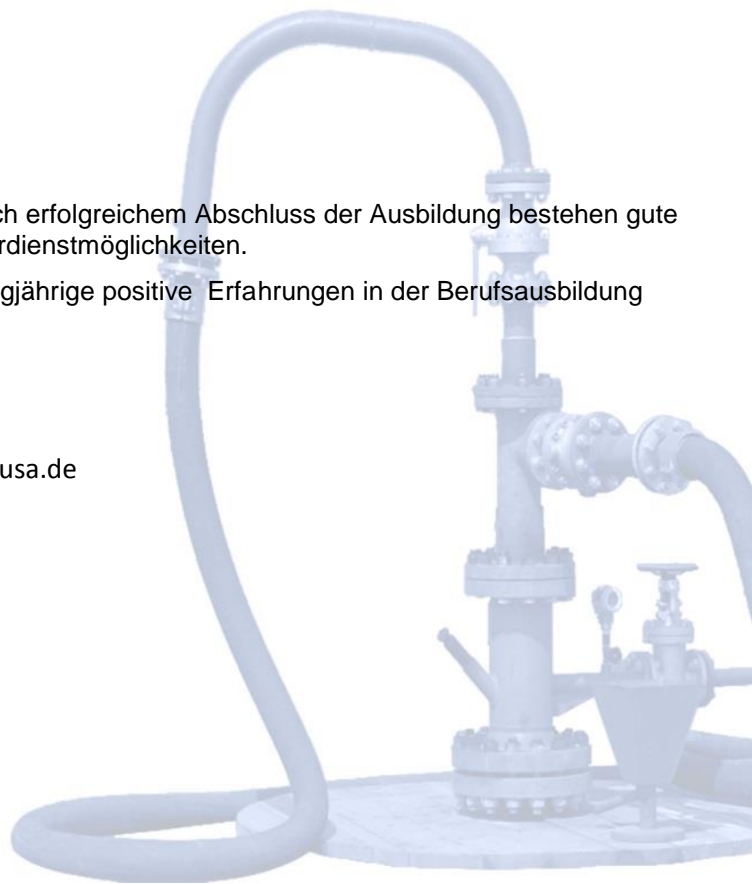 ch erfolgreichem Abschluss der Ausbildung bestehen gute
rdienstmöglichkeiten.
gjährige positive Erfahrungen in der Berufsausbildung
usa.de